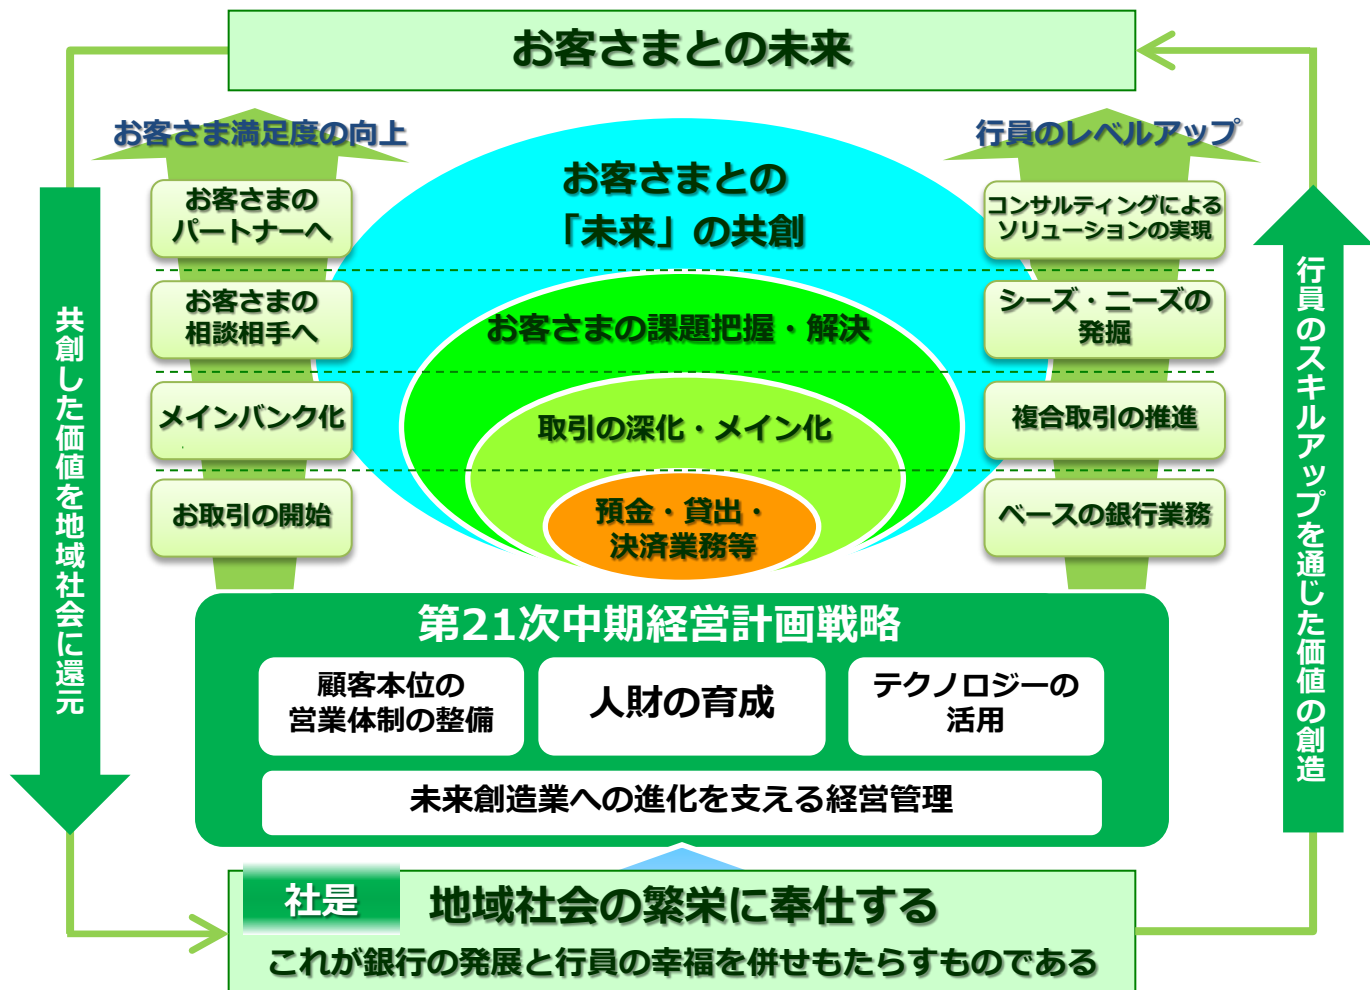 お客さまとの未来
お客さま満足度の向上
行員のレベルアップ
お客さまの
パートナーへ
お客さまとの
「未来」の共創
コンサルティングによる
ソリューションの実現
お客さまの
相談相手へ
お客さまの課題把握・解決
シーズ・ニーズの
発掘
メインバンク化
取引の深化・メイン化
複合取引の推進
お取引の開始
預金・貸出・
決済業務等
ベースの銀行業務
共創した価値を地域社会に還元
行員のスキルアップを通じた価値の創造
第21次中期経営計画戦略
顧客本位の
営業体制の整備
人財の育成
テクノロジーの
活用
未来創造業への進化を支える経営管理
社是
地域社会の繁栄に奉仕する
これが銀行の発展と行員の幸福を併せもたらすものである